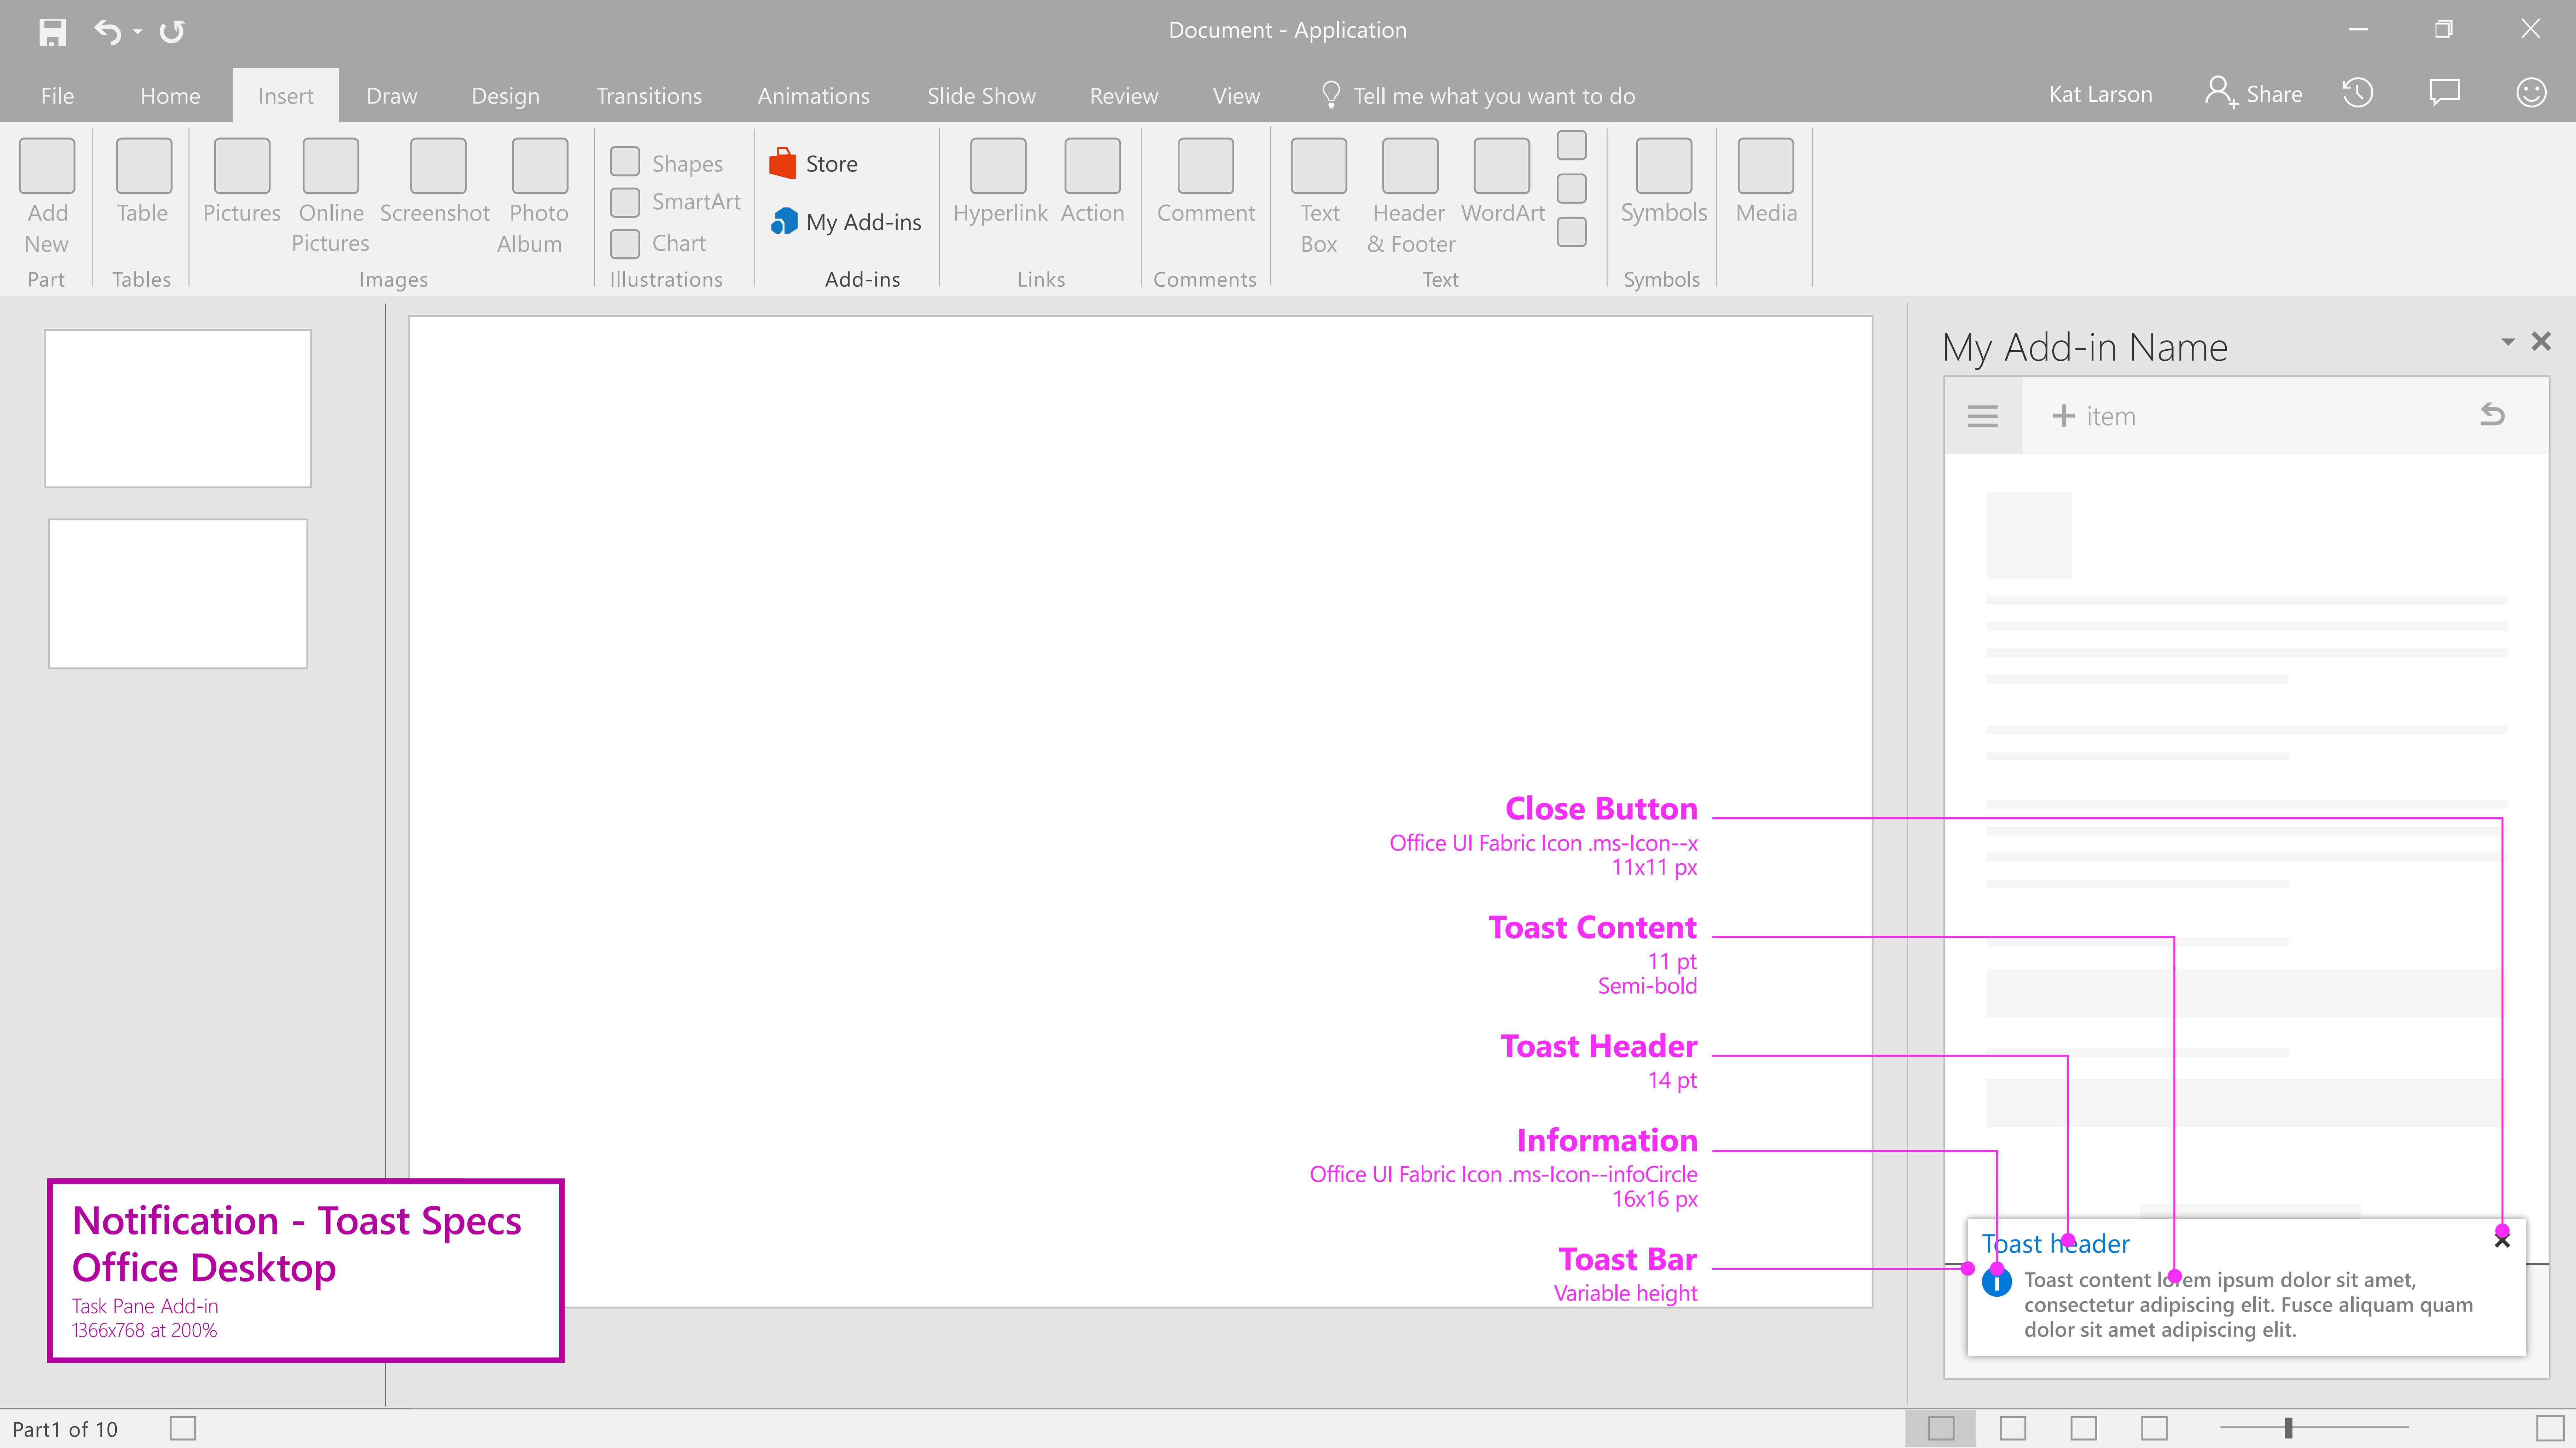 Document - Application
File Home Insert Draw Design Transitions Animations Slide Show Review View Tell me what you want to do Kat Larson Share
Add
New
Part
Table
Tables
Pictures
Online
Pictures
Screenshot
Photo
Album
Images
Shapes
SmartArt
Chart
Illustrations
Store
My Add-ins
Add-ins
Hyperlink
Action
Links
Comment
Comments
Text
Box
Header
& Footer
WordArt
Text
Symbols
Symbols
Media
My Add-in Name
item
Close Button
Office UI Fabric Icon .ms-Icon--x
11x11 px
Toast Content
11 pt
Semi-bold
Toast Header
14 pt
Information
Office UI Fabric Icon .ms-Icon--infoCircle
16x16 px
Toast Bar
Variable height
Notification - Toast Specs
Office Desktop
Task Pane Add-in
1366x768 at 200%
Toast header
Toast content lorem ipsum dolor sit amet,
consectetur adipiscing elit. Fusce aliquam quam
dolor sit amet adipiscing elit.
Part1 of 10